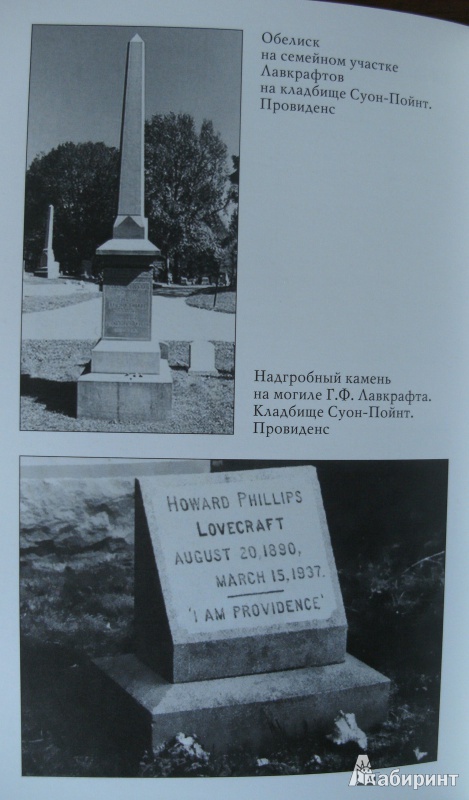 Обелиск
на семейном участке
Лавкрафтов
на кладбище Суон-Пойнт.
Провиденс
Надгробный камень
на могиле Г.Ф. Лавкрафта.
Кладбище Суон-Пойнт.
Провиденс
HOWARD PHILLIPS
LOVECRAFT
AUGUST 20, 1890,
MARCH 15, 1937.
'I AM PROVIDENCE'
Лабиринт